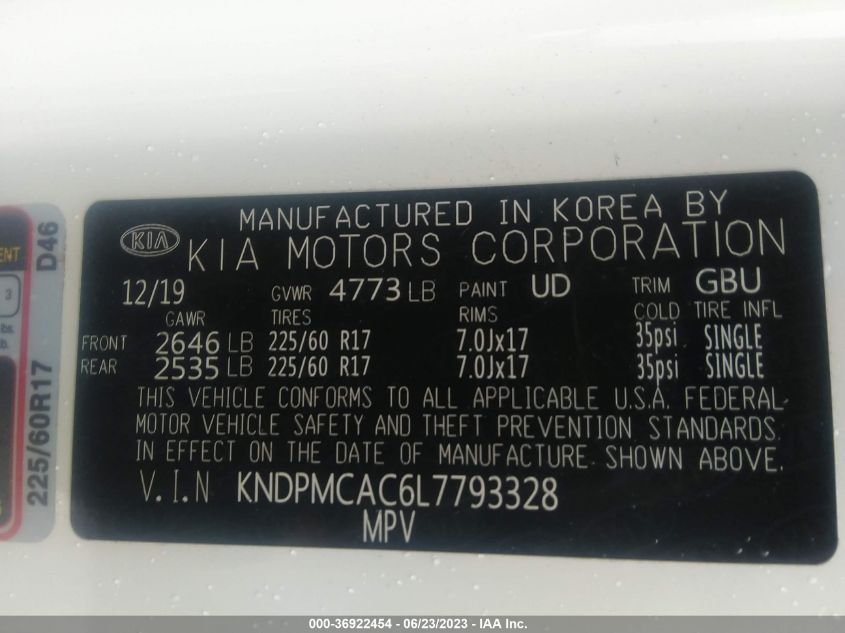 MANUFACTURED IN KOREA BY
KIA KIA MOTORS CORPORATION
12/19 GVWR 4773 LB PAINT UD TRIM GBU
GAWR TIRES RIMS COLD TIRE INFL
FRONT 2646 LB 225/60 R17 7.0Jx17 35psi SINGLE
REAR 2535 LB 225/60 R17 7.0Jx17 35psi SINGLE
THIS VEHICLE CONFORMS TO ALL APPLICABLE U.S.A. FEDERAL
MOTOR VEHICLE SAFETY AND THEFT PREVENTION STANDARDS
IN EFFECT ON THE DATE OF MANUFACTURE SHOWN ABOVE.
V.I.N KNDPMCAC6L7793328
MPV
225/60R17 D46
ENT
3
000-36922454 - 06/23/2023 - IAA Inc.